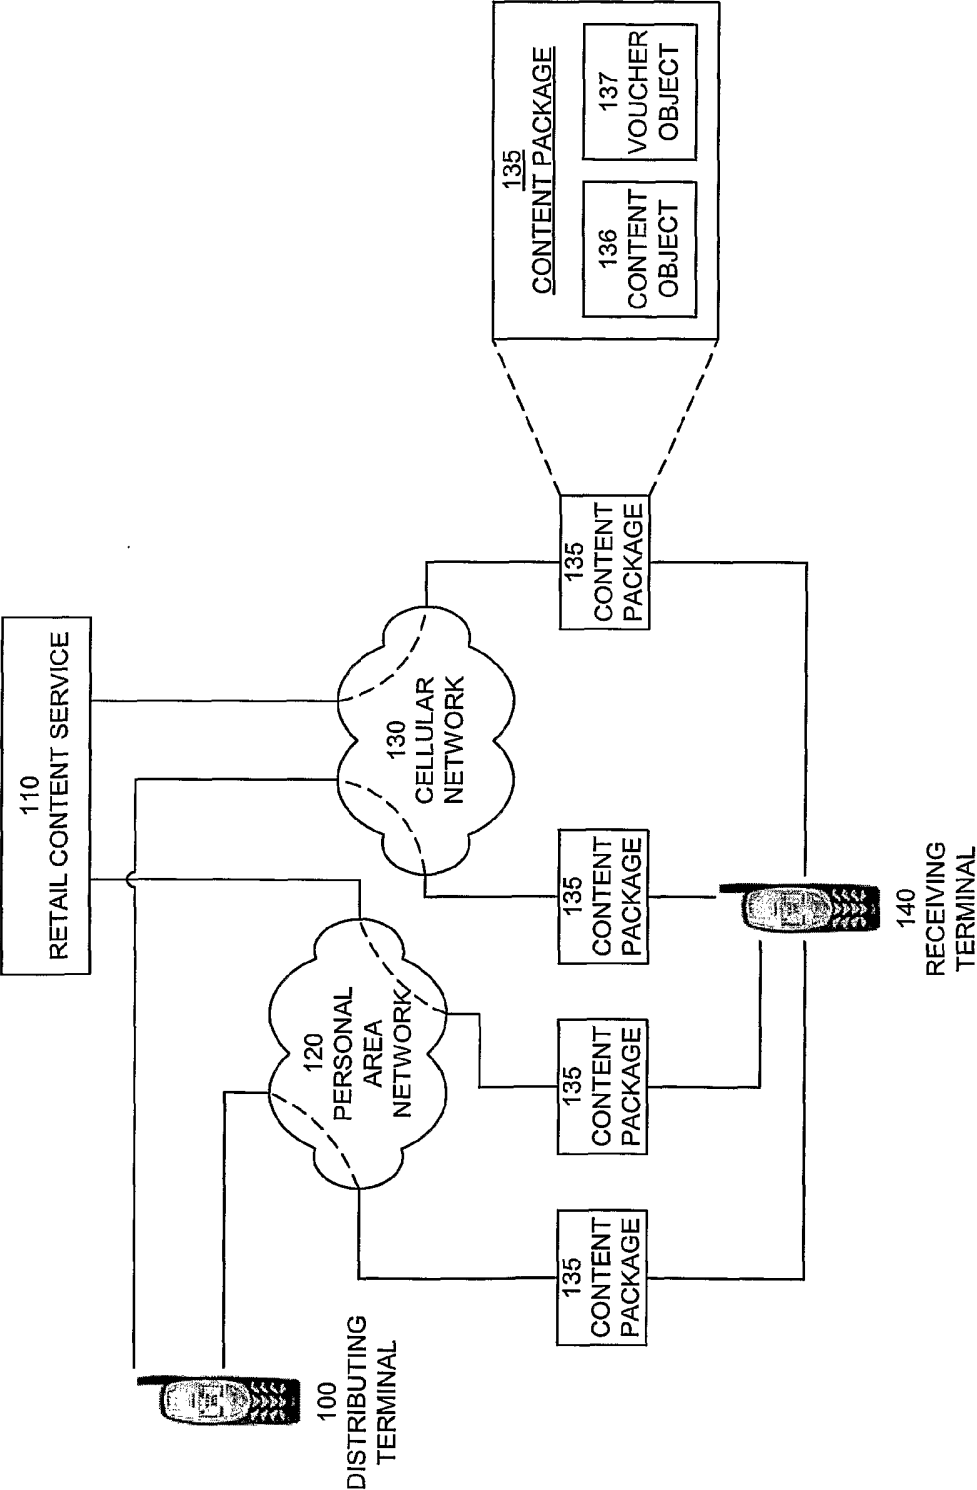 100
DISTRIBUTING
TERMINAL
110
RETAIL CONTENT SERVICE
120
PERSONAL
AREA
NETWORK
130
CELLULAR
NETWORK
135
CONTENT
PACKAGE
135
CONTENT
PACKAGE
135
CONTENT
PACKAGE
135
CONTENT
PACKAGE
140
RECEIVING
TERMINAL
135
CONTENT PACKAGE
136
CONTENT
OBJECT
137
VOUCHER
OBJECT